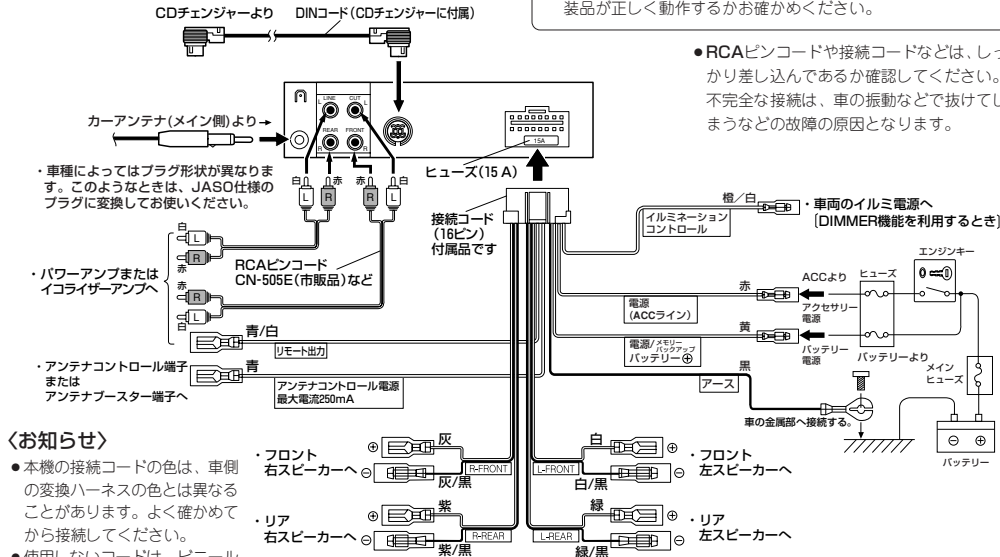 装品が正しく動作するかお確かめください。
CDチェンジャーより
DINコード(CDチェンジャーに付属)
●RCAピンコードや接続コードなどは、しっ
かり差し込んであるか確認してください。
不完全な接続は、車の振動などで抜けてし
まうなどの故障の原因となります。
LINE OUT
L L
REAR FRONT
R R
15A
カーアンテナ(メイン側)より→
・車種によってはプラグ形状が異なりま
す。このようなときは、JASO仕様の
プラグに変換してお使いください。
ヒューズ(15A)
白 赤 赤 白
L R R L
接続コード
(16ピン)
付属品です
橙/白
イルミネーション
コントロール
・車両のイルミ電源へ
[DIMMER機能を利用するとき]
白 L
赤 R
赤 R
白 L
・パワーアンプまたは
イコライザーアンプへ
RCAピンコード
CN-505E(市販品)など
青/白
リモート出力
・アンテナコントロール端子
または
アンテナブースター端子へ
青
アンテナコントロール電源
最大電流250mA
エンジンキー
赤
電源
(ACCライン)
ACCより
アクセサリー
電源
ヒューズ
黄
電源/メモリーバックアップ
バッテリー⊕
バッテリー
電源
バッテリーより
メイン
ヒューズ
黒
アース
車の金属部へ接続する。
⊖ ⊕
バッテリー
〈お知らせ〉
●本機の接続コードの色は、車側
の変換ハーネスの色とは異なる
ことがあります。よく確かめて
から接続してください。
●使用しないコードは、ビニール
・フロント
右スピーカーへ
⊕ 灰
⊖ 灰/黒
R-FRONT
L-FRONT
白 ⊕
白/黒 ⊖
・フロント
左スピーカーへ
・リア
右スピーカーへ
⊕ 紫
⊖ 紫/黒
R-REAR
L-REAR
緑 ⊕
緑/黒 ⊖
・リア
左スピーカーへ